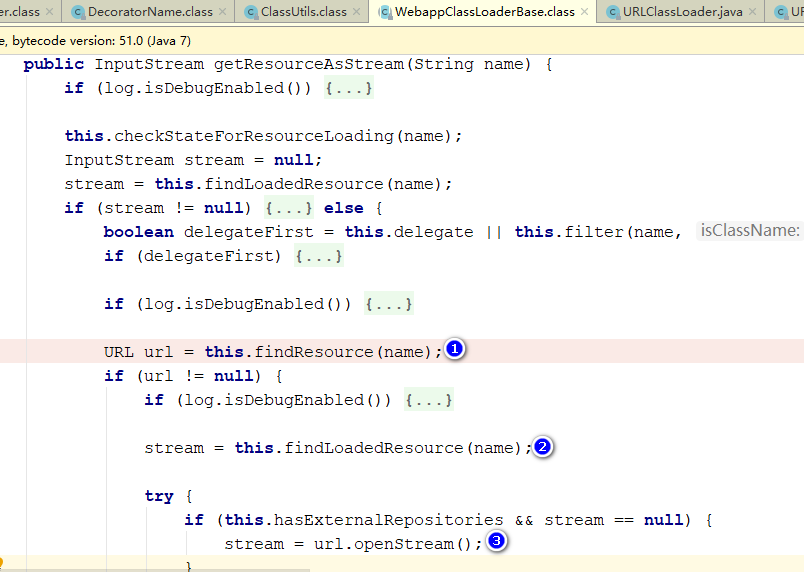 er.class × DecoratorName.class × ClassUtils.class × WebappClassLoaderBase.class × URLClassLoader.java × UR
e, bytecode version: 51.0 (Java 7)
public InputStream getResourceAsStream(String name) {
if (log.isDebugEnabled()) {...}
this.checkStateForResourceLoading(name);
InputStream stream = null;
stream = this.findLoadedResource(name);
if (stream != null) {...} else {
boolean delegateFirst = this.delegate || this.filter(name, isClassName:
if (delegateFirst) {...}
if (log.isDebugEnabled()) {...}
URL url = this.findResource(name); 1
if (url != null) {
if (log.isDebugEnabled()) {...}
stream = this.findLoadedResource(name); 2
try {
if (this.hasExternalRepositories && stream == null) {
stream = url.openStream(); 3
}